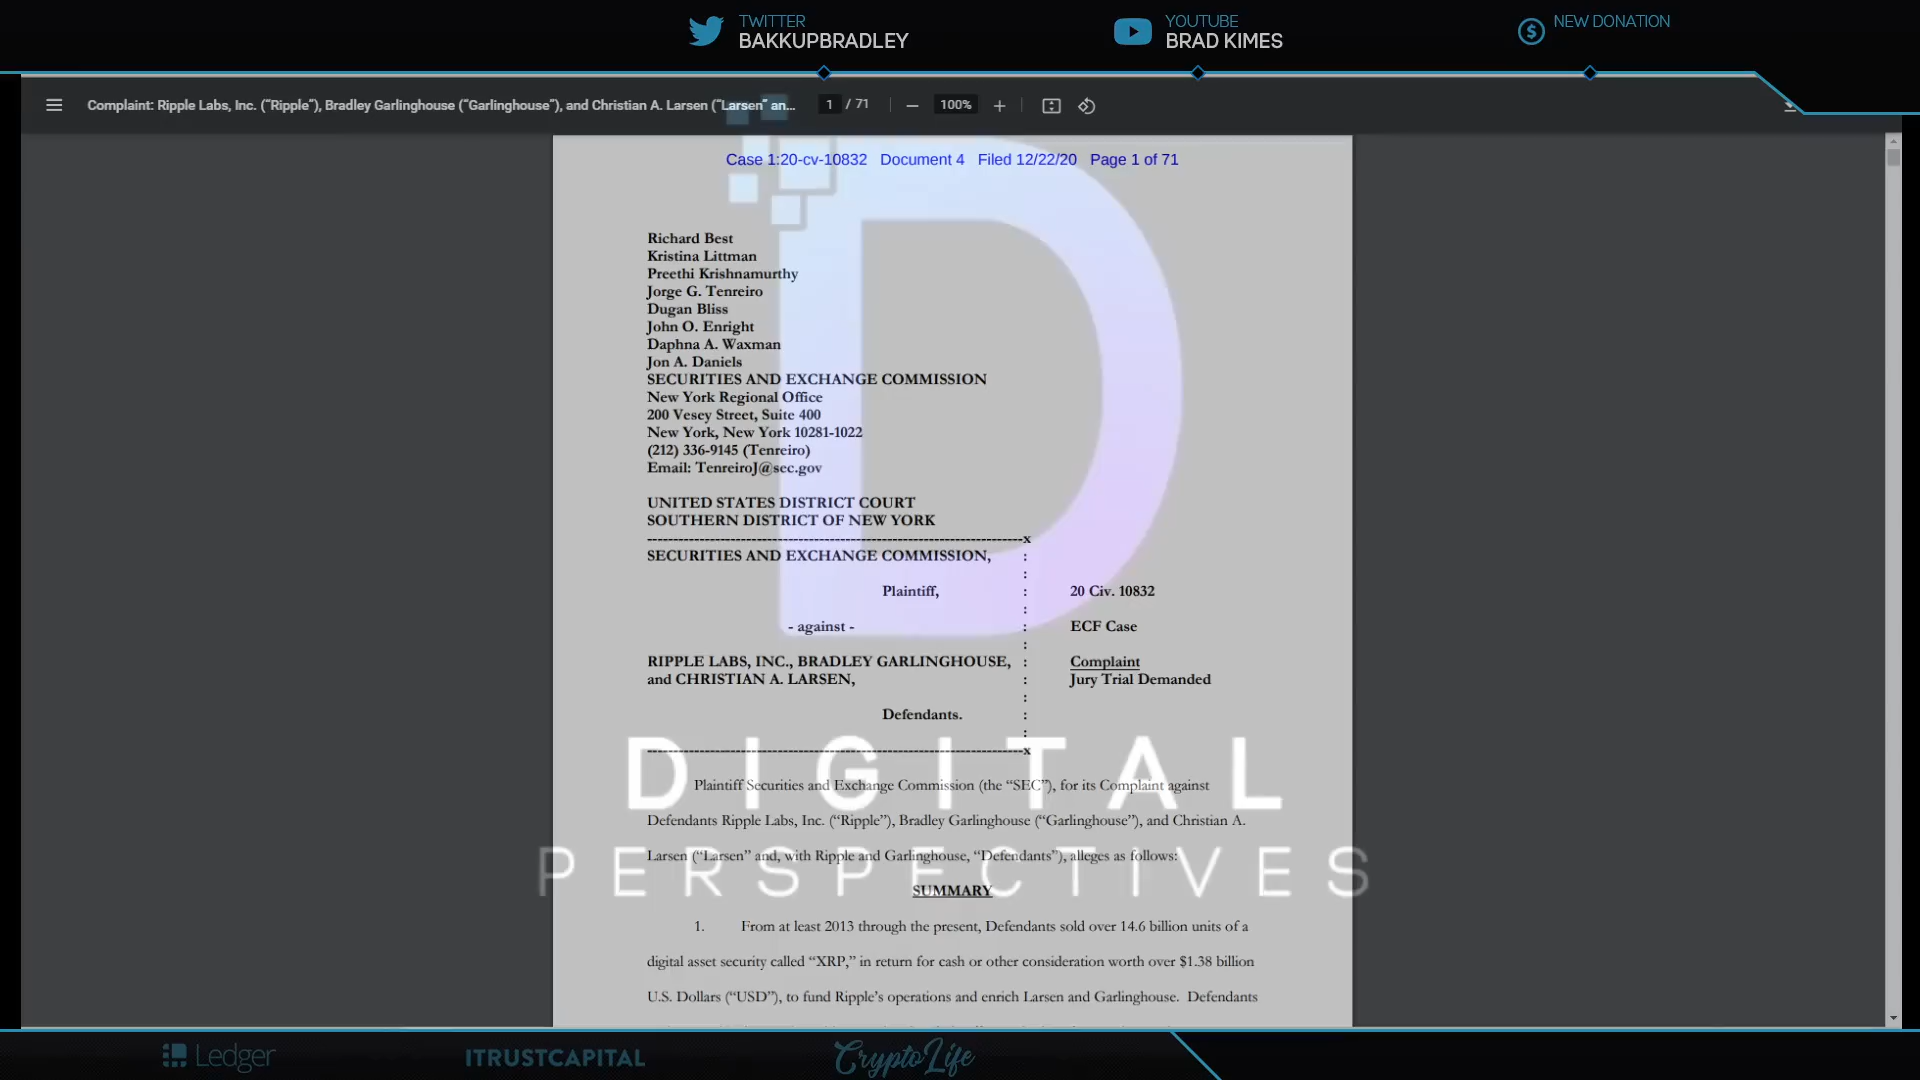 TWITTER
BAKKUPBRADLEY
YOUTUBE
BRAD KIMES
NEW DONATION
Complaint: Ripple Labs, Inc. (“Ripple”), Bradley Garlinghouse (“Garlinghouse”), and Christian A. Larsen (“Larsen” an...
1 / 71
100%
Case 1:20-cv-10832 Document 4 Filed 12/22/20 Page 1 of 71
Richard Best
Kristina Littman
Preethi Krishnamurthy
Jorge G. Tenreiro
Dugan Bliss
John O. Enright
Daphna A. Waxman
Jon A. Daniels
SECURITIES AND EXCHANGE COMMISSION
New York Regional Office
200 Vesey Street, Suite 400
New York, New York 10281-1022
(212) 336-9145 (Tenreiro)
Email: TenreiroJ@sec.gov
UNITED STATES DISTRICT COURT
SOUTHERN DISTRICT OF NEW YORK
------------------------------------------------------------------------x
SECURITIES AND EXCHANGE COMMISSION, :
:
Plaintiff, : 20 Civ. 10832
:
- against - : ECF Case
:
RIPPLE LABS, INC., BRADLEY GARLINGHOUSE, : Complaint
and CHRISTIAN A. LARSEN, : Jury Trial Demanded
:
Defendants. :
:
------------------------------------------------------------------------x
DIGITAL
Plaintiff Securities and Exchange Commission (the “SEC”), for its Complaint against
Defendants Ripple Labs, Inc. (“Ripple”), Bradley Garlinghouse (“Garlinghouse”), and Christian A.
Larsen (“Larsen” and, with Ripple and Garlinghouse, “Defendants”), alleges as follows:
PERSPECTIVES
SUMMARY
1. From at least 2013 through the present, Defendants sold over 14.6 billion units of a
digital asset security called “XRP,” in return for cash or other consideration worth over $1.38 billion
U.S. Dollars (“USD”), to fund Ripple’s operations and enrich Larsen and Garlinghouse. Defendants
Ledger
ITRUSTCAPITAL
CryptoLife